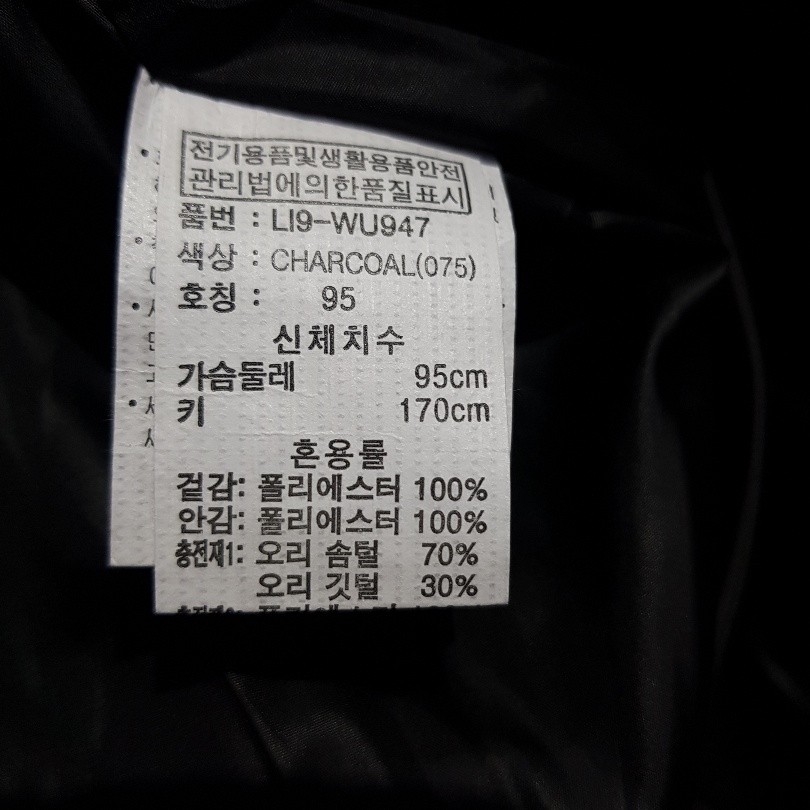 전기용품및생활용품안전
관리법에의한품질표시
품번 : LI9-WU947
색상 : CHARCOAL(075)
호칭 : 95
신체치수
가슴둘레 95cm
키 170cm
혼용률
겉감: 폴리에스터 100%
안감: 폴리에스터 100%
충전재1: 오리 솜털 70%
오리 깃털 30%